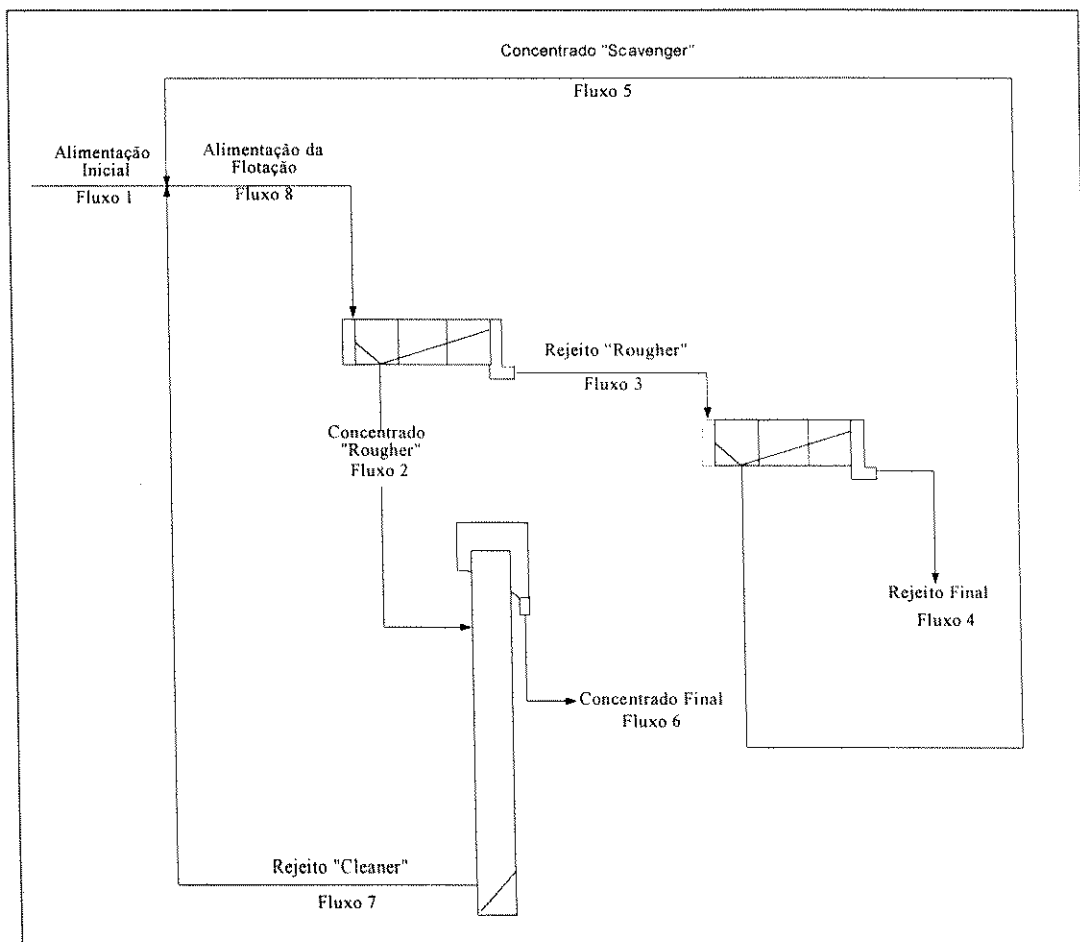 Concentrado "Scavenger"
Fluxo 5
Alimentação
Inicial
Fluxo 1
Alimentação da
Flotação
Fluxo 8
Rejeito "Rougher"
Fluxo 3
Concentrado
"Rougher"
Fluxo 2
Rejeito Final
Fluxo 4
Concentrado Final
Fluxo 6
Rejeito "Cleaner"
Fluxo 7